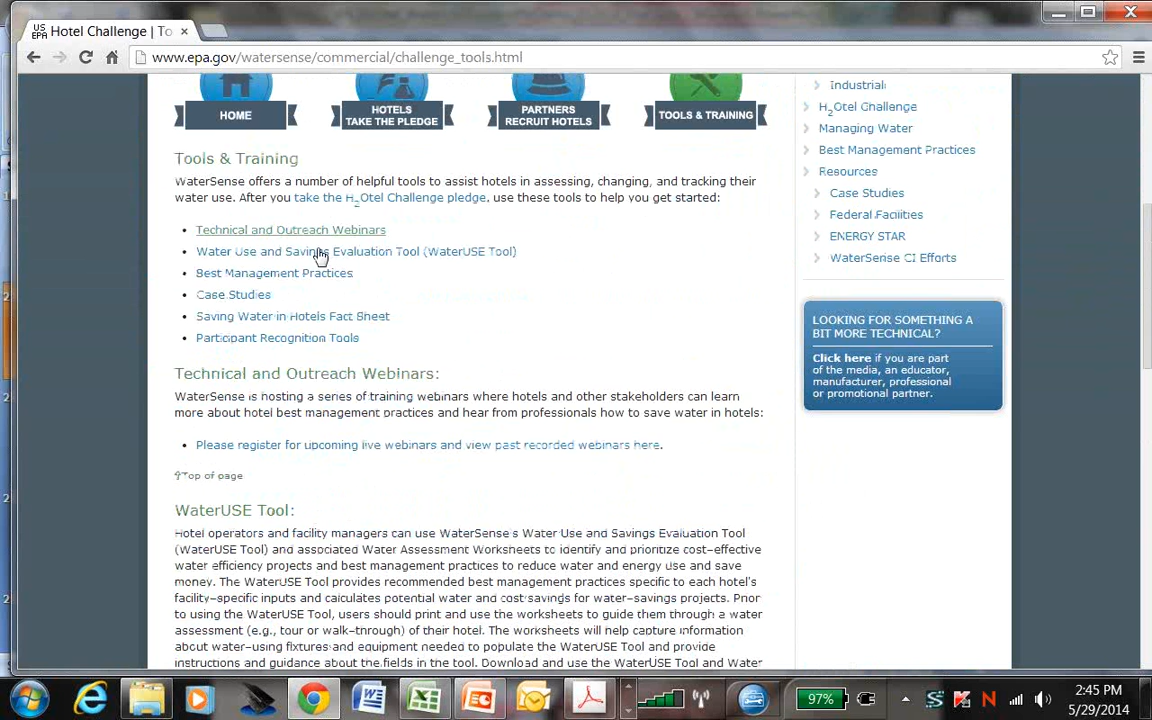 US EPA Hotel Challenge | To
www.epa.gov/watersense/commercial/challenge_tools.html
HOME
HOTELS
TAKE THE PLEDGE
PARTNERS
RECRUIT HOTELS
TOOLS & TRAINING
Tools & Training
WaterSense offers a number of helpful tools to assist hotels in assessing, changing, and tracking their
water use. After you take the H2Otel Challenge pledge, use these tools to help you get started:
• Technical and Outreach Webinars
• Water Use and Savings Evaluation Tool (WaterUSE Tool)
• Best Management Practices
• Case Studies
• Saving Water in Hotels Fact Sheet
• Participant Recognition Tools
Technical and Outreach Webinars:
WaterSense is hosting a series of training webinars where hotels and other stakeholders can learn
more about hotel best management practices and hear from professionals how to save water in hotels:
• Please register for upcoming live webinars and view past recorded webinars here.
Top of page
WaterUSE Tool:
Hotel operators and facility managers can use WaterSense's Water Use and Savings Evaluation Tool
(WaterUSE Tool) and associated Water Assessment Worksheets to identify and prioritize cost-effective
water efficiency projects and best management practices to reduce water and energy use and save
money. The WaterUSE Tool provides recommended best management practices specific to each hotel's
facility-specific inputs and calculates potential water and cost savings for water-savings projects. Prior
to using the WaterUSE Tool, users should print and use the worksheets to guide them through a water
assessment (e.g., tour or walk-through) of their hotel. The worksheets will help capture information
about water-using fixtures and equipment needed to populate the WaterUSE Tool and provide
instructions and guidance about the fields in the tool. Download and use the WaterUSE Tool and Water
Industrial
H2Otel Challenge
Managing Water
Best Management Practices
Resources
Case Studies
Federal Facilities
ENERGY STAR
WaterSense CI Efforts
LOOKING FOR SOMETHING A
BIT MORE TECHNICAL?
Click here if you are part
of the media, an educator,
manufacturer, professional
or promotional partner.
97%
2:45 PM
5/29/2014